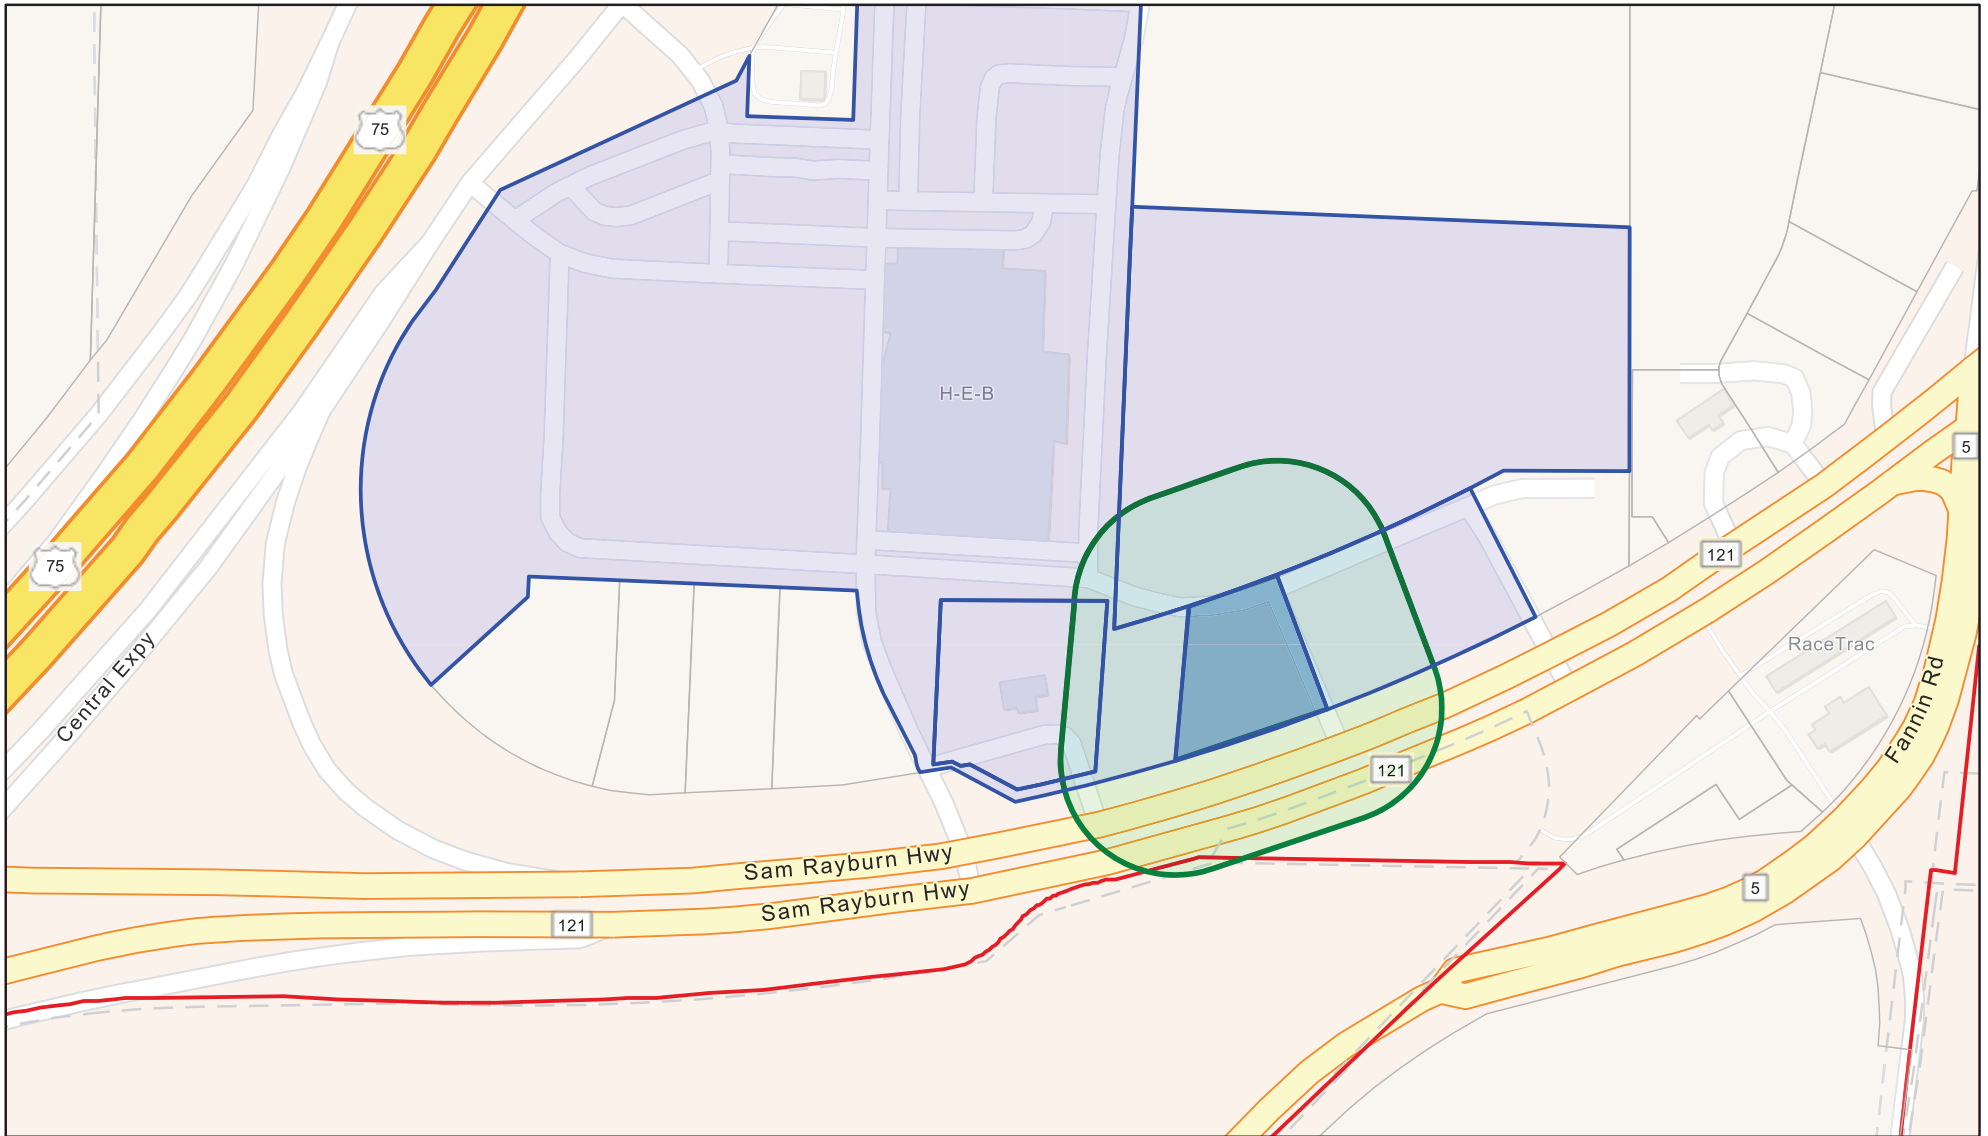 75
H-E-B
5
121
75
RaceTrac
Central Expy
Fannin Rd
121
Sam Rayburn Hwy
5
Sam Rayburn Hwy
121